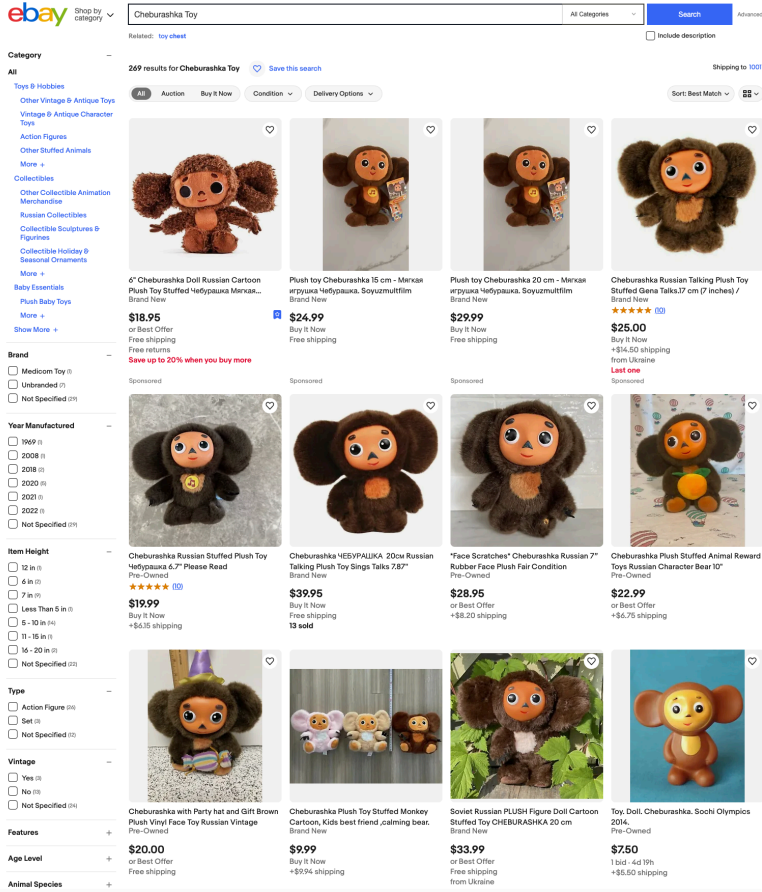 ebay
Shop by
category
Cheburashka Toy
All Categories
Search
Advanced
Related: toy chest
Include description
Category
All
Toys & Hobbies
Other Vintage & Antique Toys
Vintage & Antique Character
Toys
Action Figures
Other Stuffed Animals
More +
Collectibles
Other Collectible Animation
Merchandise
Russian Collectibles
Collectible Sculptures &
Figurines
Collectible Holiday &
Seasonal Ornaments
More +
Baby Essentials
Plush Baby Toys
More +
Show More +
Brand
Medicom Toy (1)
Unbranded (7)
Not Specified (29)
Year Manufactured
1969 (1)
2008 (1)
2018 (2)
2020 (6)
2021 (1)
2022 (1)
Not Specified (29)
Item Height
12 in (1)
6 in (2)
7 in (9)
Less Than 5 in (1)
5 - 10 in (14)
11 - 15 in (1)
16 - 20 in (2)
Not Specified (22)
Type
Action Figure (26)
Set (3)
Not Specified (12)
Vintage
Yes (3)
No (13)
Not Specified (24)
Features
Age Level
Animal Species
269 results for Cheburashka Toy
Save this search
Shipping to 1001
All
Auction
Buy It Now
Condition
Delivery Options
Sort: Best Match
6" Cheburashka Doll Russian Cartoon
Plush Toy Stuffed Чебурашка Мягкая...
Brand New
$18.95
or Best Offer
Free shipping
Free returns
Save up to 20% when you buy more
Sponsored
Plush toy Cheburashka 15 cm - Мягкая
игрушка Чебурашка. Soyuzmultfilm
Brand New
$24.99
Buy It Now
Free shipping
Sponsored
Plush toy Cheburashka 20 cm - Мягкая
игрушка Чебурашка. Soyuzmultfilm
Brand New
$29.99
Buy It Now
Free shipping
Sponsored
Cheburashka Russian Talking Plush Toy
Stuffed Gena Talks.17 cm (7 inches) /
Brand New
(10)
$25.00
Buy It Now
+$14.50 shipping
from Ukraine
Last one
Sponsored
Cheburashka Russian Stuffed Plush Toy
Чебурашка 6.7" Please Read
Pre-Owned
(10)
$19.99
Buy It Now
+$6.15 shipping
Cheburashka ЧЕБУРАШКА 20см Russian
Talking Plush Toy Sings Talks 7.87"
Brand New
$39.95
Buy It Now
Free shipping
13 sold
"Face Scratches" Cheburashka Russian 7"
Rubber Face Plush Fair Condition
Pre-Owned
$28.95
or Best Offer
+$8.20 shipping
Cheburashka Plush Stuffed Animal Reward
Toys Russian Character Bear 10"
Pre-Owned
$22.99
or Best Offer
+$6.75 shipping
Cheburashka with Party hat and Gift Brown
Plush Vinyl Face Toy Russian Vintage
Pre-Owned
$20.00
or Best Offer
Free shipping
Cheburashka Plush Toy Stuffed Monkey
Cartoon, Kids best friend ,calming bear.
Brand New
$9.99
Buy It Now
+$9.94 shipping
Soviet Russian PLUSH Figure Doll Cartoon
Stuffed Toy CHEBURASHKA 20 cm
Brand New
$33.99
or Best Offer
Free shipping
from Ukraine
Toy. Doll. Cheburashka. Sochi Olympics
2014.
Pre-Owned
$7.50
1 bid · 4d 19h
+$5.50 shipping